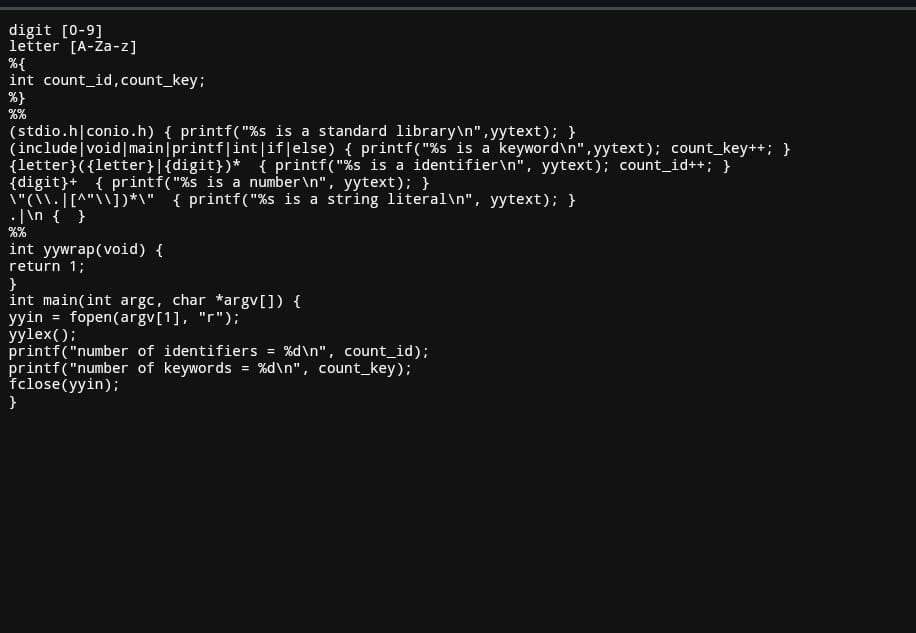 digit [0-9]
letter [A-Za-z]
%{
int count_id,count_key;
%}
%%
(stdio.h|conio.h) { printf("%s is a standard library\n",yytext); }
(include|void|main|printf|int|if|else) { printf("%s is a keyword\n",yytext); count_key++; }
{letter}({letter}|{digit})*  { printf("%s is a identifier\n", yytext); count_id++; }
{digit}+  { printf("%s is a number\n", yytext); }
\"(\\.|[^"\\])*\"  { printf("%s is a string literal\n", yytext); }
.|\n {  }
%%
int yywrap(void) {
return 1;
}
int main(int argc, char *argv[]) {
yyin = fopen(argv[1], "r");
yylex();
printf("number of identifiers = %d\n", count_id);
printf("number of keywords = %d\n", count_key);
fclose(yyin);
}